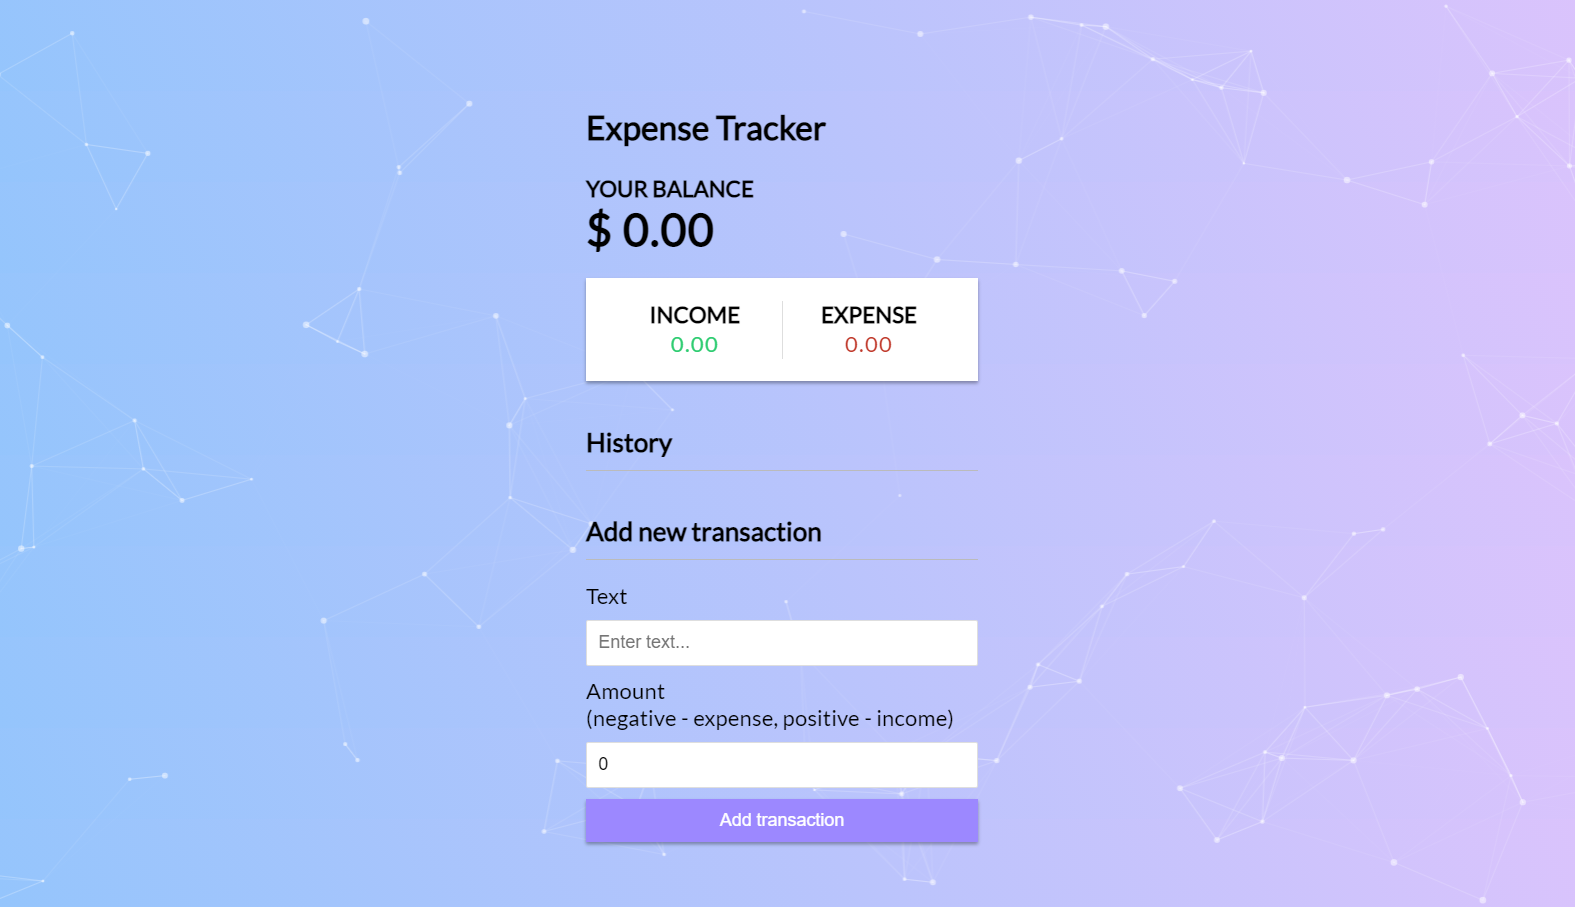 Expense Tracker
YOUR BALANCE
$ 0.00
INCOME
0.00
EXPENSE
0.00
History
Add new transaction
Text
Enter text...
Amount
(negative - expense, positive - income)
0
Add transaction